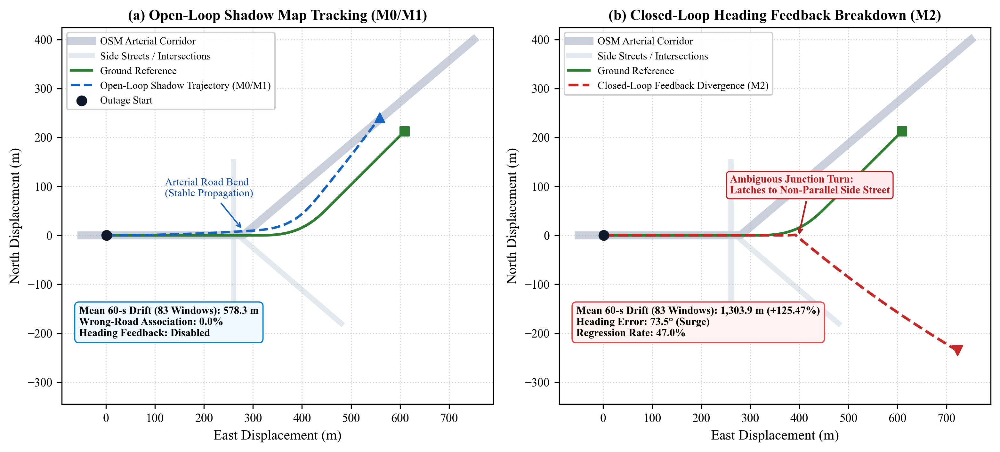 (a) Open-Loop Shadow Map Tracking (M0/M1)
OSM Arterial Corridor
Side Streets / Intersections
Ground Reference
Open-Loop Shadow Trajectory (M0/M1)
Outage Start
Arterial Road Bend
(Stable Propagation)
Mean 60-s Drift (83 Windows): 578.3 m
Wrong-Road Association: 0.0%
Heading Feedback: Disabled
North Displacement (m)
400
300
200
100
0
−100
−200
−300
0 100 200 300 400 500 600 700
East Displacement (m)
(b) Closed-Loop Heading Feedback Breakdown (M2)
OSM Arterial Corridor
Side Streets / Intersections
Ground Reference
Closed-Loop Feedback Divergence (M2)
Ambiguous Junction Turn:
Latches to Non-Parallel Side Street
Mean 60-s Drift (83 Windows): 1,303.9 m (+125.47%)
Heading Error: 73.5° (Surge)
Regression Rate: 47.0%
North Displacement (m)
400
300
200
100
0
−100
−200
−300
0 100 200 300 400 500 600 700
East Displacement (m)